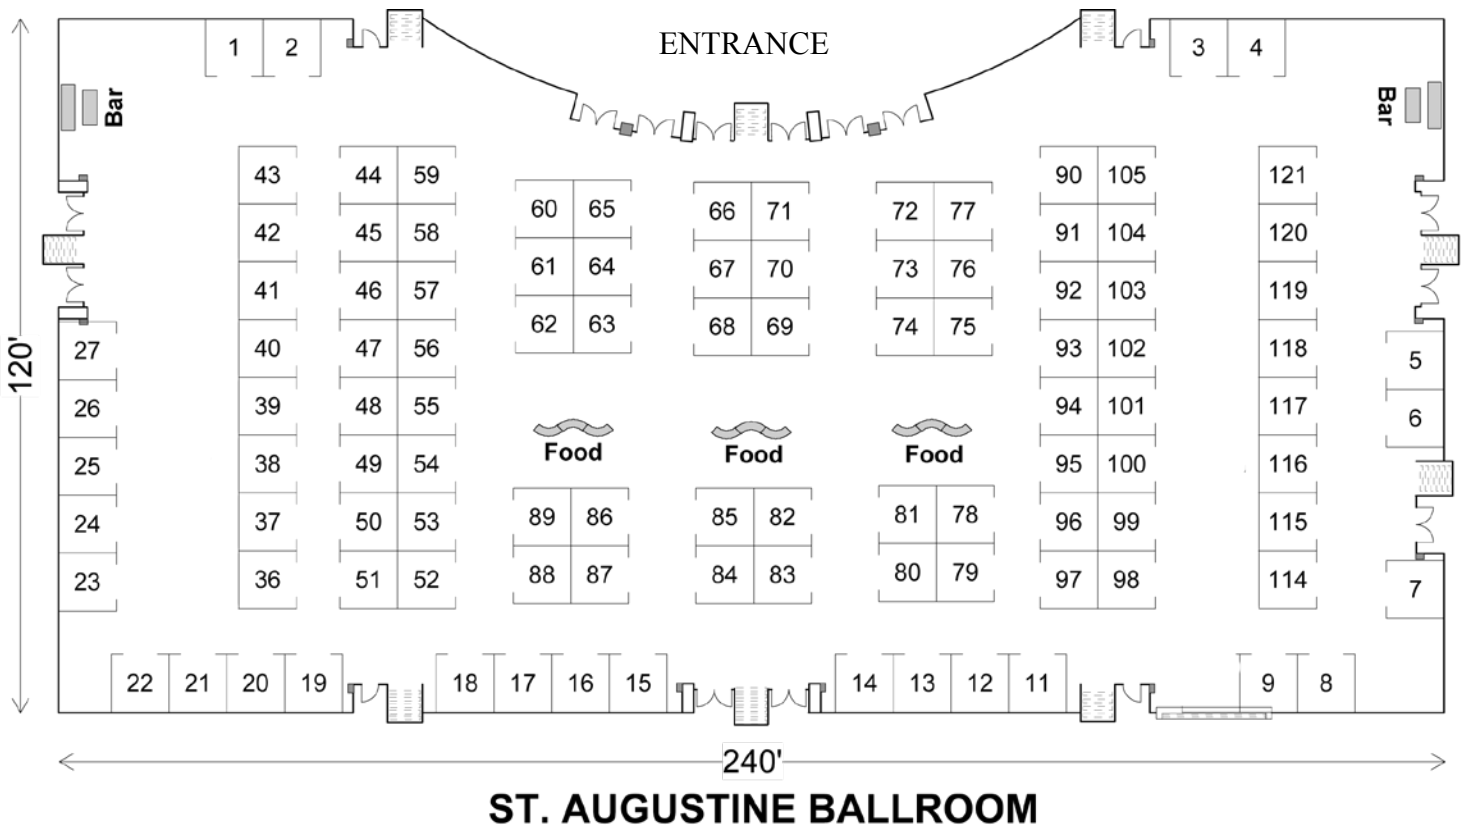 ENTRANCE
1 2 3 4
Bar Bar
43 44 59 60 65 66 71 72 77 90 105 121
42 45 58 61 64 67 70 73 76 91 104 120
41 46 57 62 63 68 69 74 75 92 103 119
27 40 47 56 93 102 118 5
26 39 48 55 94 101 117 6
Food Food Food
25 38 49 54 95 100 116
24 37 50 53 89 86 85 82 81 78 96 99 115
23 36 51 52 88 87 84 83 80 79 97 98 114 7
22 21 20 19 18 17 16 15 14 13 12 11 9 8
120'
240'
ST. AUGUSTINE BALLROOM